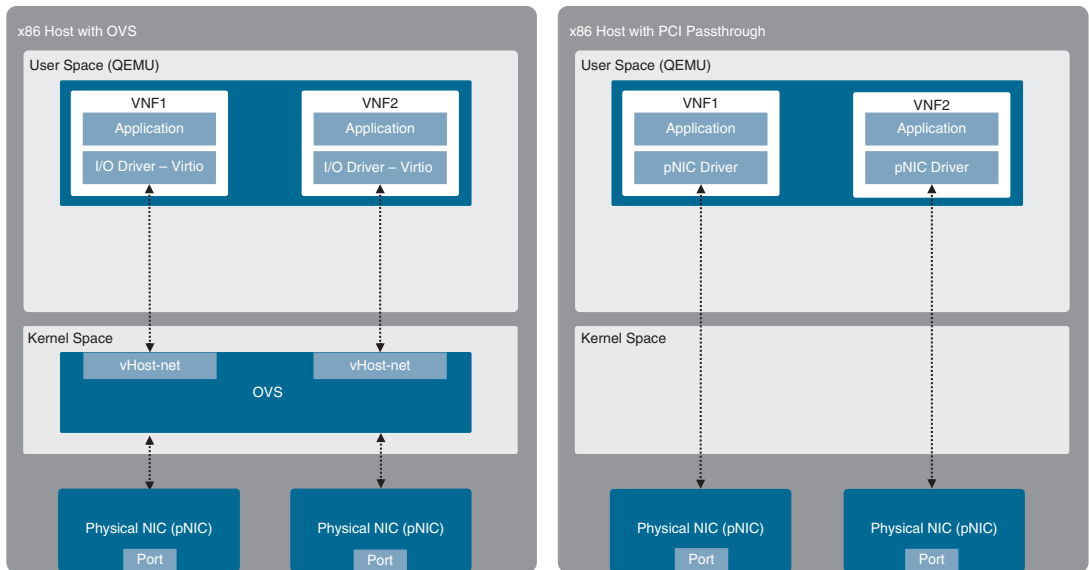 x86 Host with OVS
User Space (QEMU)
VNF1
Application
I/O Driver – Virtio
VNF2
Application
I/O Driver – Virtio
Kernel Space
vHost-net
vHost-net
OVS
Physical NIC (pNIC)
Port
Physical NIC (pNIC)
Port
x86 Host with PCI Passthrough
User Space (QEMU)
VNF1
Application
pNIC Driver
VNF2
Application
pNIC Driver
Kernel Space
Physical NIC (pNIC)
Port
Physical NIC (pNIC)
Port